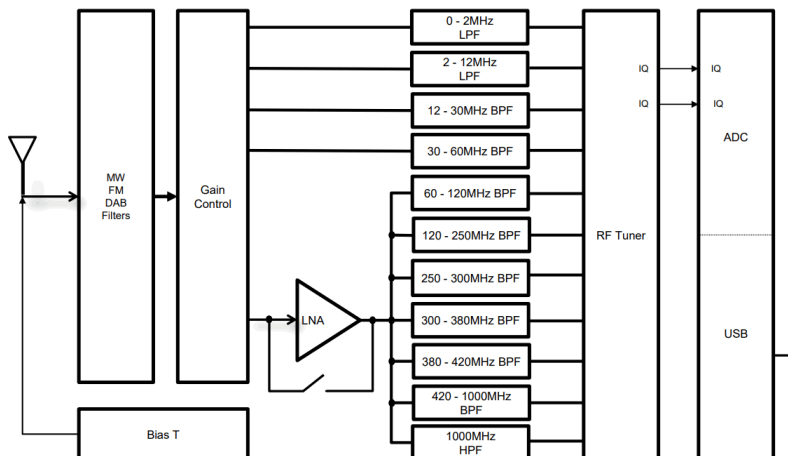 MW
FM
DAB
Filters
Gain
Control
LNA
Bias T
0 - 2MHz
LPF
2 - 12MHz
LPF
12 - 30MHz BPF
30 - 60MHz BPF
60 - 120MHz BPF
120 - 250MHz BPF
250 - 300MHz BPF
300 - 380MHz BPF
380 - 420MHz BPF
420 - 1000MHz
BPF
1000MHz
HPF
RF Tuner
IQ
IQ
IQ
IQ
ADC
USB